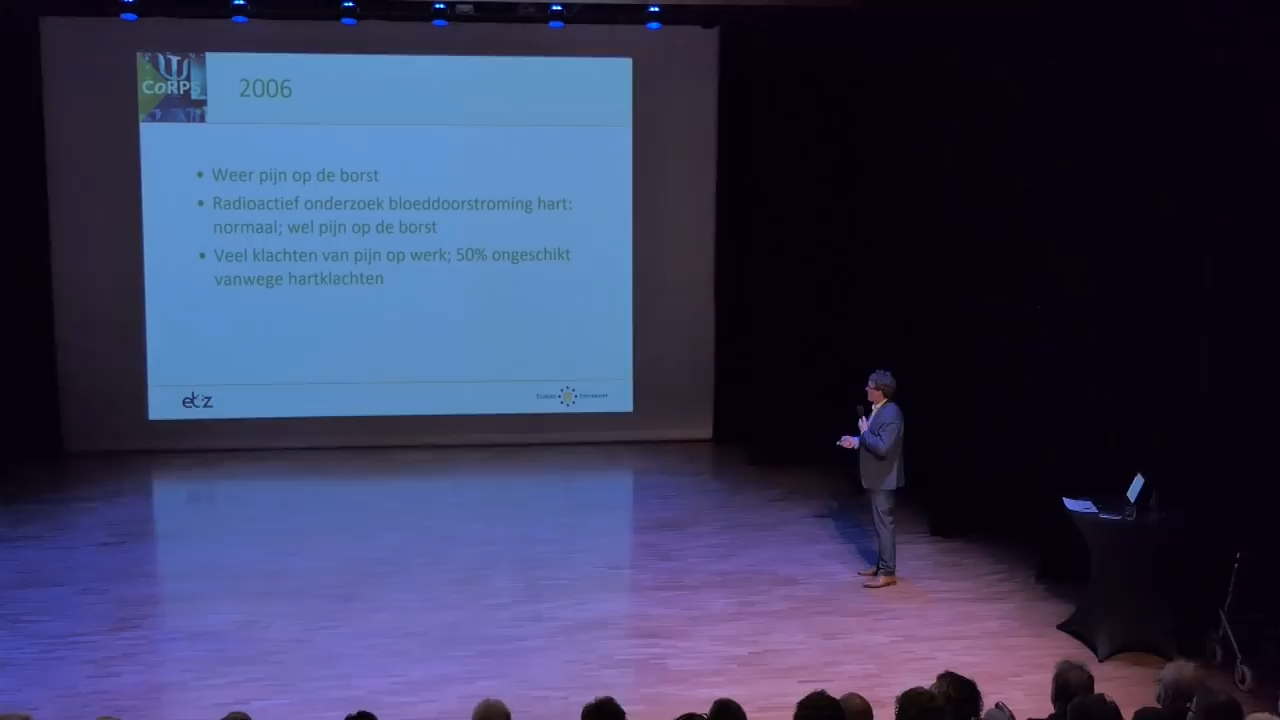 CoRPS
2006
• Weer pijn op de borst
• Radioactief onderzoek bloeddoorstroming hart:
normaal; wel pijn op de borst
• Veel klachten van pijn op werk; 50% ongeschikt
vanwege hartklachten
etz